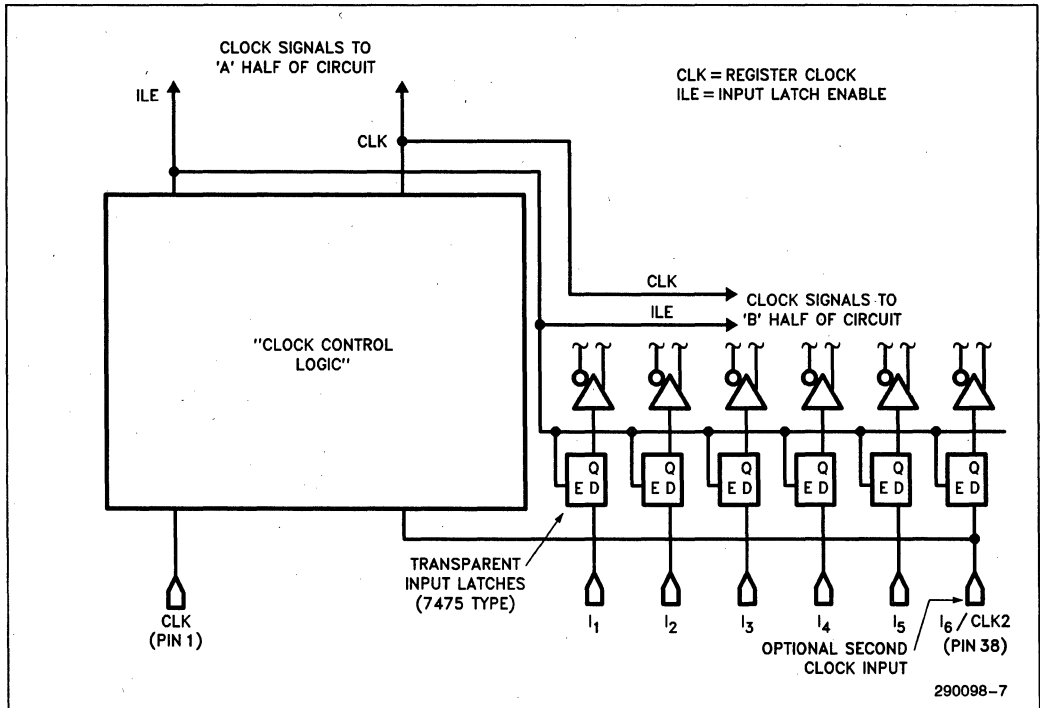 CLOCK SIGNALS TO
'A' HALF OF CIRCUIT
CLK = REGISTER CLOCK
ILE = INPUT LATCH ENABLE
ILE
CLK
CLK
CLOCK SIGNALS TO
'B' HALF OF CIRCUIT
ILE
"CLOCK CONTROL
LOGIC"
Q Q Q Q Q Q
E D E D E D E D E D E D
TRANSPARENT
INPUT LATCHES
(7475 TYPE)
CLK
(PIN 1)
I1 I2 I3 I4 I5 I6 / CLK2
(PIN 38)
OPTIONAL SECOND
CLOCK INPUT
290098-7